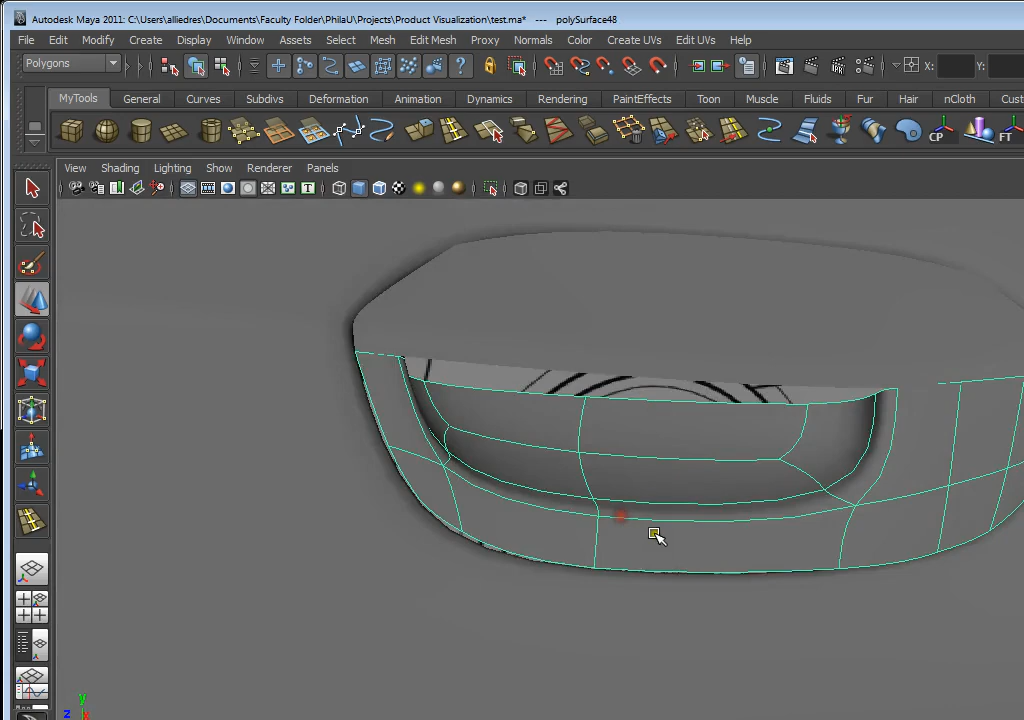 Autodesk Maya 2011: C:\Users\alliedres\Documents\Faculty Folder\PhilaU\Projects\Product Visualization\test.ma* --- polySurface48
File Edit Modify Create Display Window Assets Select Mesh Edit Mesh Proxy Normals Color Create UVs Edit UVs Help
Polygons X: Y:
MyTools General Curves Subdivs Deformation Animation Dynamics Rendering PaintEffects Toon Muscle Fluids Fur Hair nCloth Cust
CP FT
View Shading Lighting Show Renderer Panels
T
y
z x